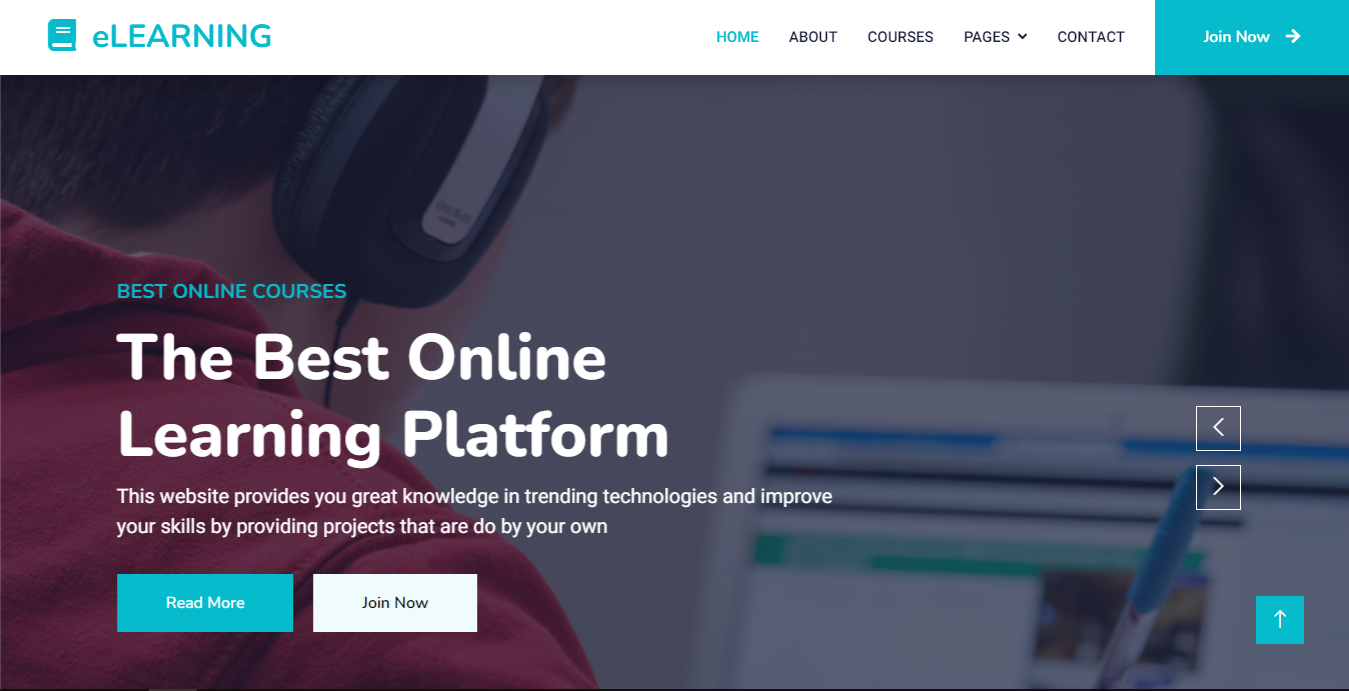 eLEARNING
HOME ABOUT COURSES PAGES CONTACT Join Now
BEST ONLINE COURSES
The Best Online
Learning Platform
This website provides you great knowledge in trending technologies and improve
your skills by providing projects that are do by your own
Read More Join Now